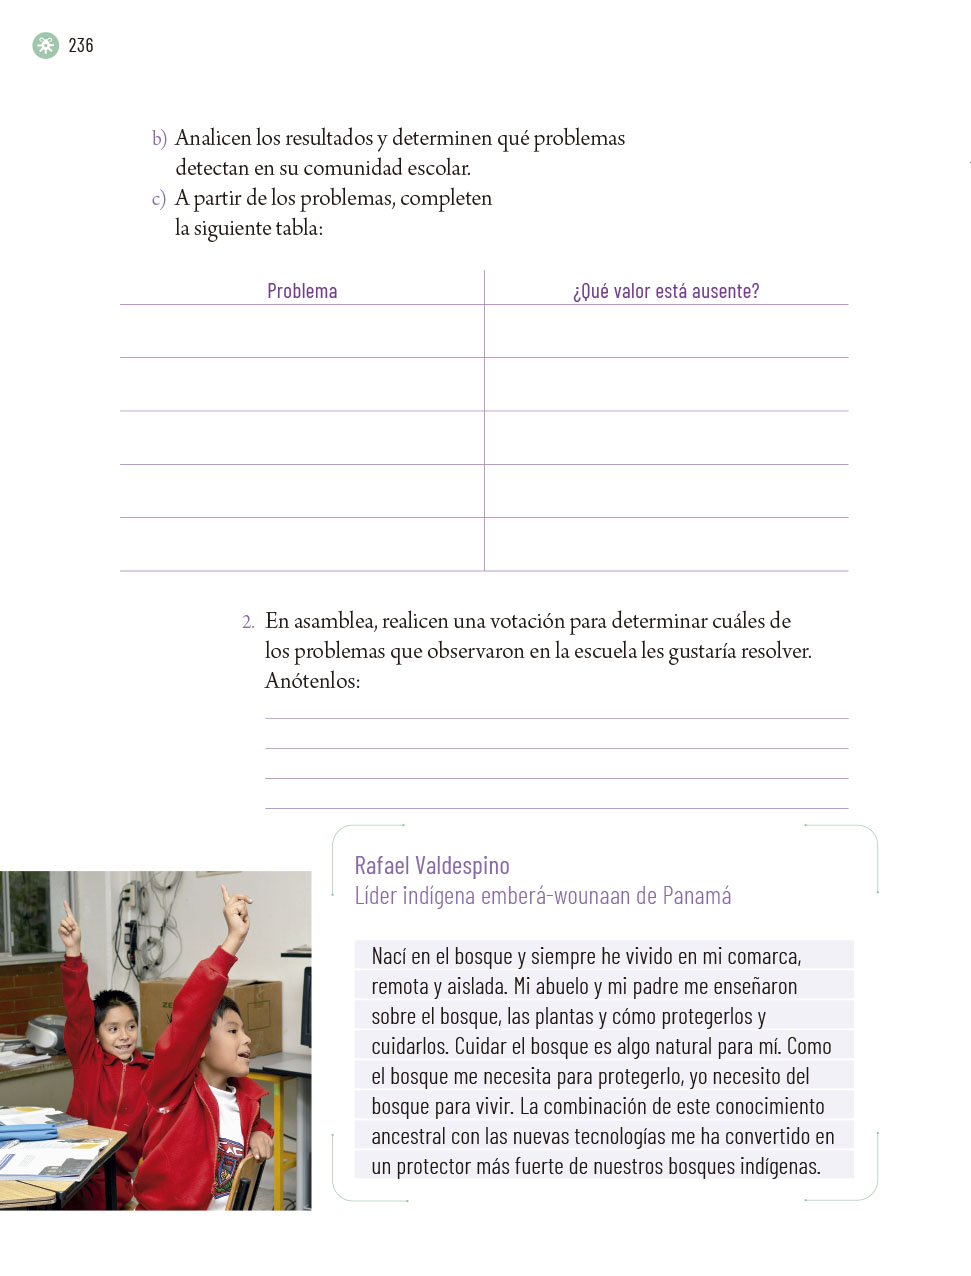 236
b) Analicen los resultados y determinen qué problemas
detectan en su comunidad escolar.
c) A partir de los problemas, completen
la siguiente tabla:
Problema
¿Qué valor está ausente?
2. En asamblea, realicen una votación para determinar cuáles de
los problemas que observaron en la escuela les gustaría resolver.
Anótenlos:
Rafael Valdespino
Líder indígena emberá-wounaan de Panamá
Nací en el bosque y siempre he vivido en mi comarca,
remota y aislada. Mi abuelo y mi padre me enseñaron
sobre el bosque, las plantas y cómo protegerlos y
cuidarlos. Cuidar el bosque es algo natural para mí. Como
el bosque me necesita para protegerlo, yo necesito del
bosque para vivir. La combinación de este conocimiento
ancestral con las nuevas tecnologías me ha convertido en
un protector más fuerte de nuestros bosques indígenas.